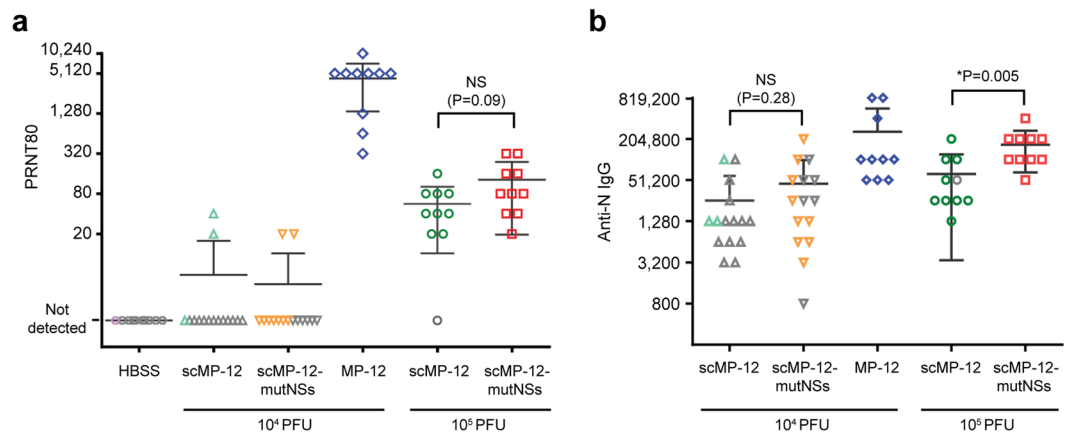 a
10,240
5,120
1,280
320
80
20
Not
detected
PRNT80
NS
(P=0.09)
HBSS
scMP-12
scMP-12-
mutNSs
MP-12
scMP-12
scMP-12-
mutNSs
10⁴ PFU
10⁵ PFU
b
819,200
204,800
51,200
1,280
3,200
800
Anti-N IgG
NS
(P=0.28)
*P=0.005
scMP-12
scMP-12-
mutNSs
MP-12
scMP-12
scMP-12-
mutNSs
10⁴ PFU
10⁵ PFU